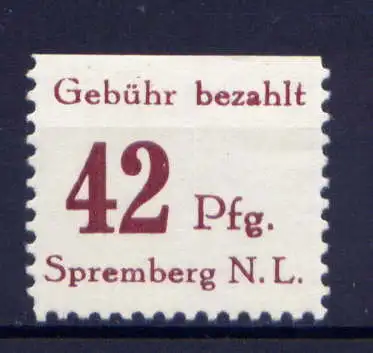 Gebühr bezahlt
42 Pfg.
Spremberg N.L.